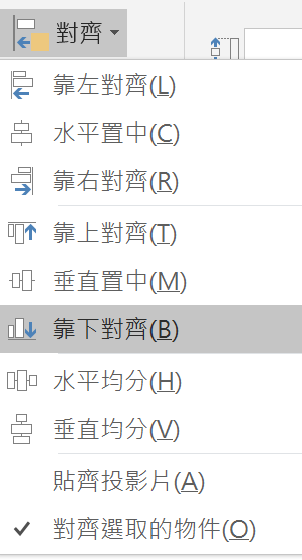 對齊
靠左對齊(L)
水平置中(C)
靠右對齊(R)
靠上對齊(T)
垂直置中(M)
靠下對齊(B)
水平均分(H)
垂直均分(V)
貼齊投影片(A)
對齊選取的物件(O)